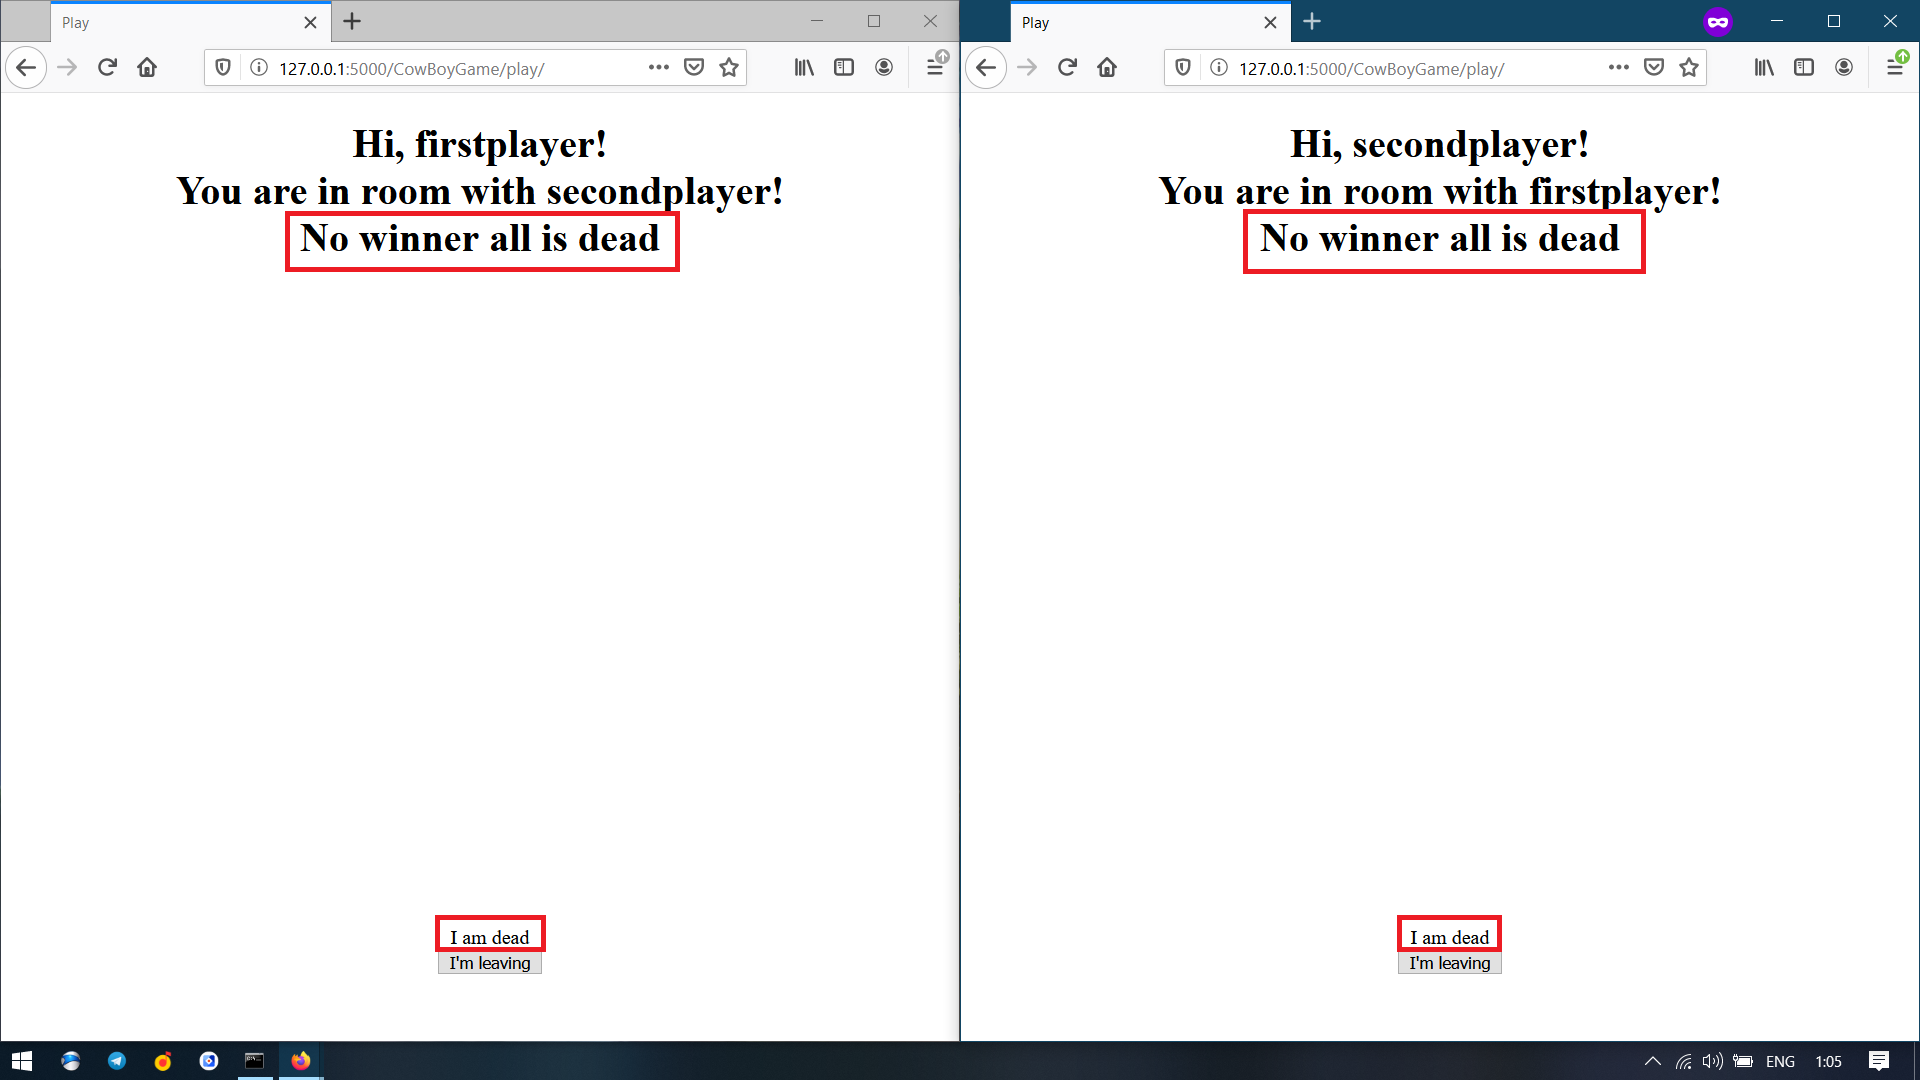 Play
127.0.0.1:5000/CowBoyGame/play/
Hi, firstplayer!
You are in room with secondplayer!
No winner all is dead
I am dead
I'm leaving
Play
127.0.0.1:5000/CowBoyGame/play/
Hi, secondplayer!
You are in room with firstplayer!
No winner all is dead
I am dead
I'm leaving
ENG
1:05